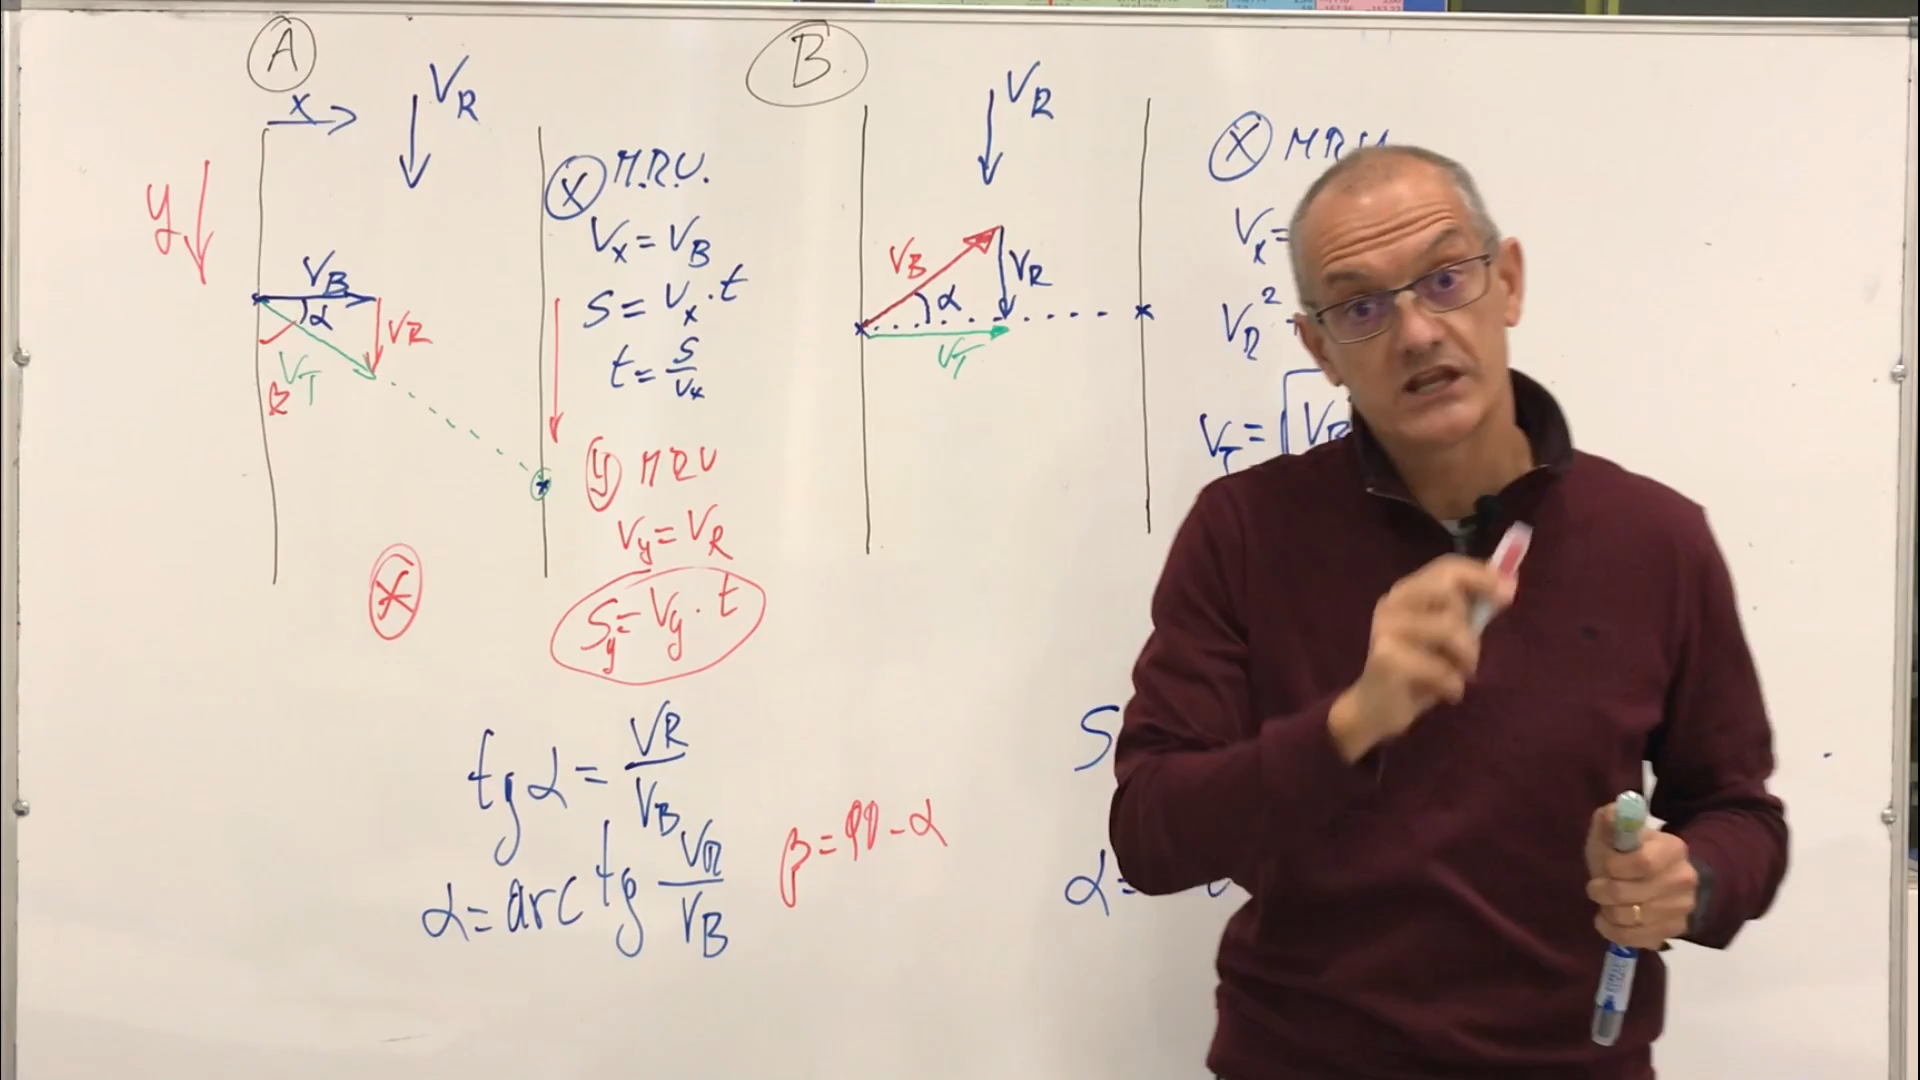 A
x
V_R
y
V_B
α
V_R
V_T
X M.R.U.
V_x = V_B
S = V_x · t
t = S/V_x
y MRU
V_y = V_R
S_y = V_y · t
tg α = V_R/V_B
α = arc tg V_R/V_B
β = 90 - α
B
V_R
V_B
V_R
α
V_T
X MRU
V_x =
V_R²
V_T = √V_B
S
α =